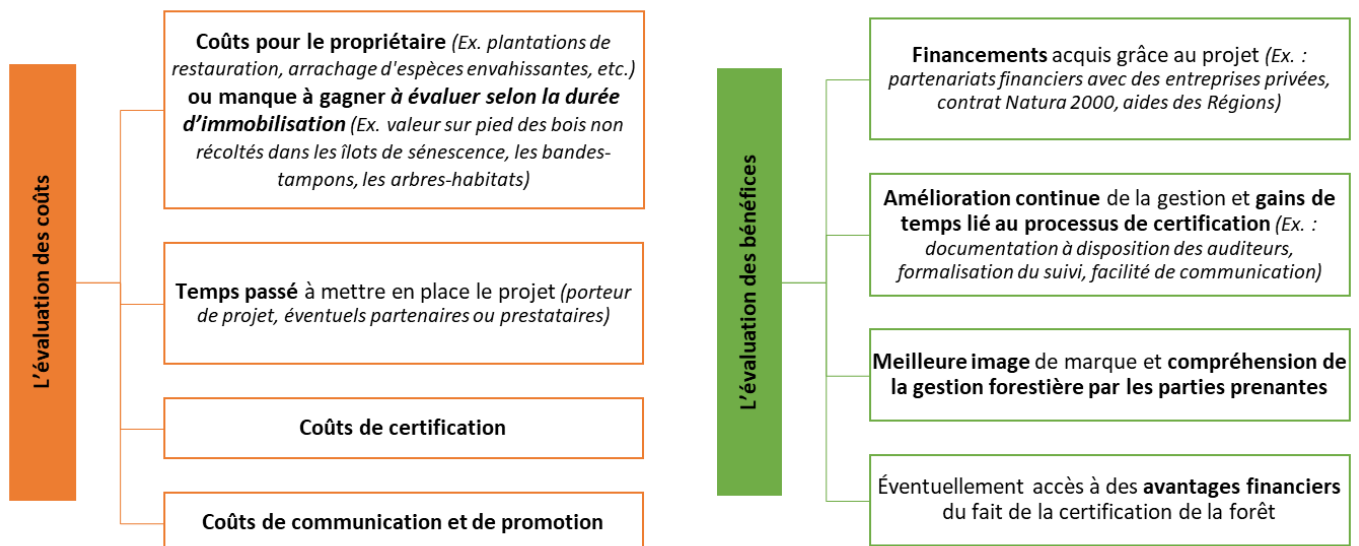 L'évaluation des coûts
Coûts pour le propriétaire (Ex. plantations de
restauration, arrachage d'espèces envahissantes, etc.)
ou manque à gagner à évaluer selon la durée
d'immobilisation (Ex. valeur sur pied des bois non
récoltés dans les îlots de sénescence, les bandes-
tampons, les arbres-habitats)
Temps passé à mettre en place le projet (porteur
de projet, éventuels partenaires ou prestataires)
Coûts de certification
Coûts de communication et de promotion
L'évaluation des bénéfices
Financements acquis grâce au projet (Ex. :
partenariats financiers avec des entreprises privées,
contrat Natura 2000, aides des Régions)
Amélioration continue de la gestion et gains de
temps lié au processus de certification (Ex. :
documentation à disposition des auditeurs,
formalisation du suivi, facilité de communication)
Meilleure image de marque et compréhension de
la gestion forestière par les parties prenantes
Éventuellement accès à des avantages financiers
du fait de la certification de la forêt